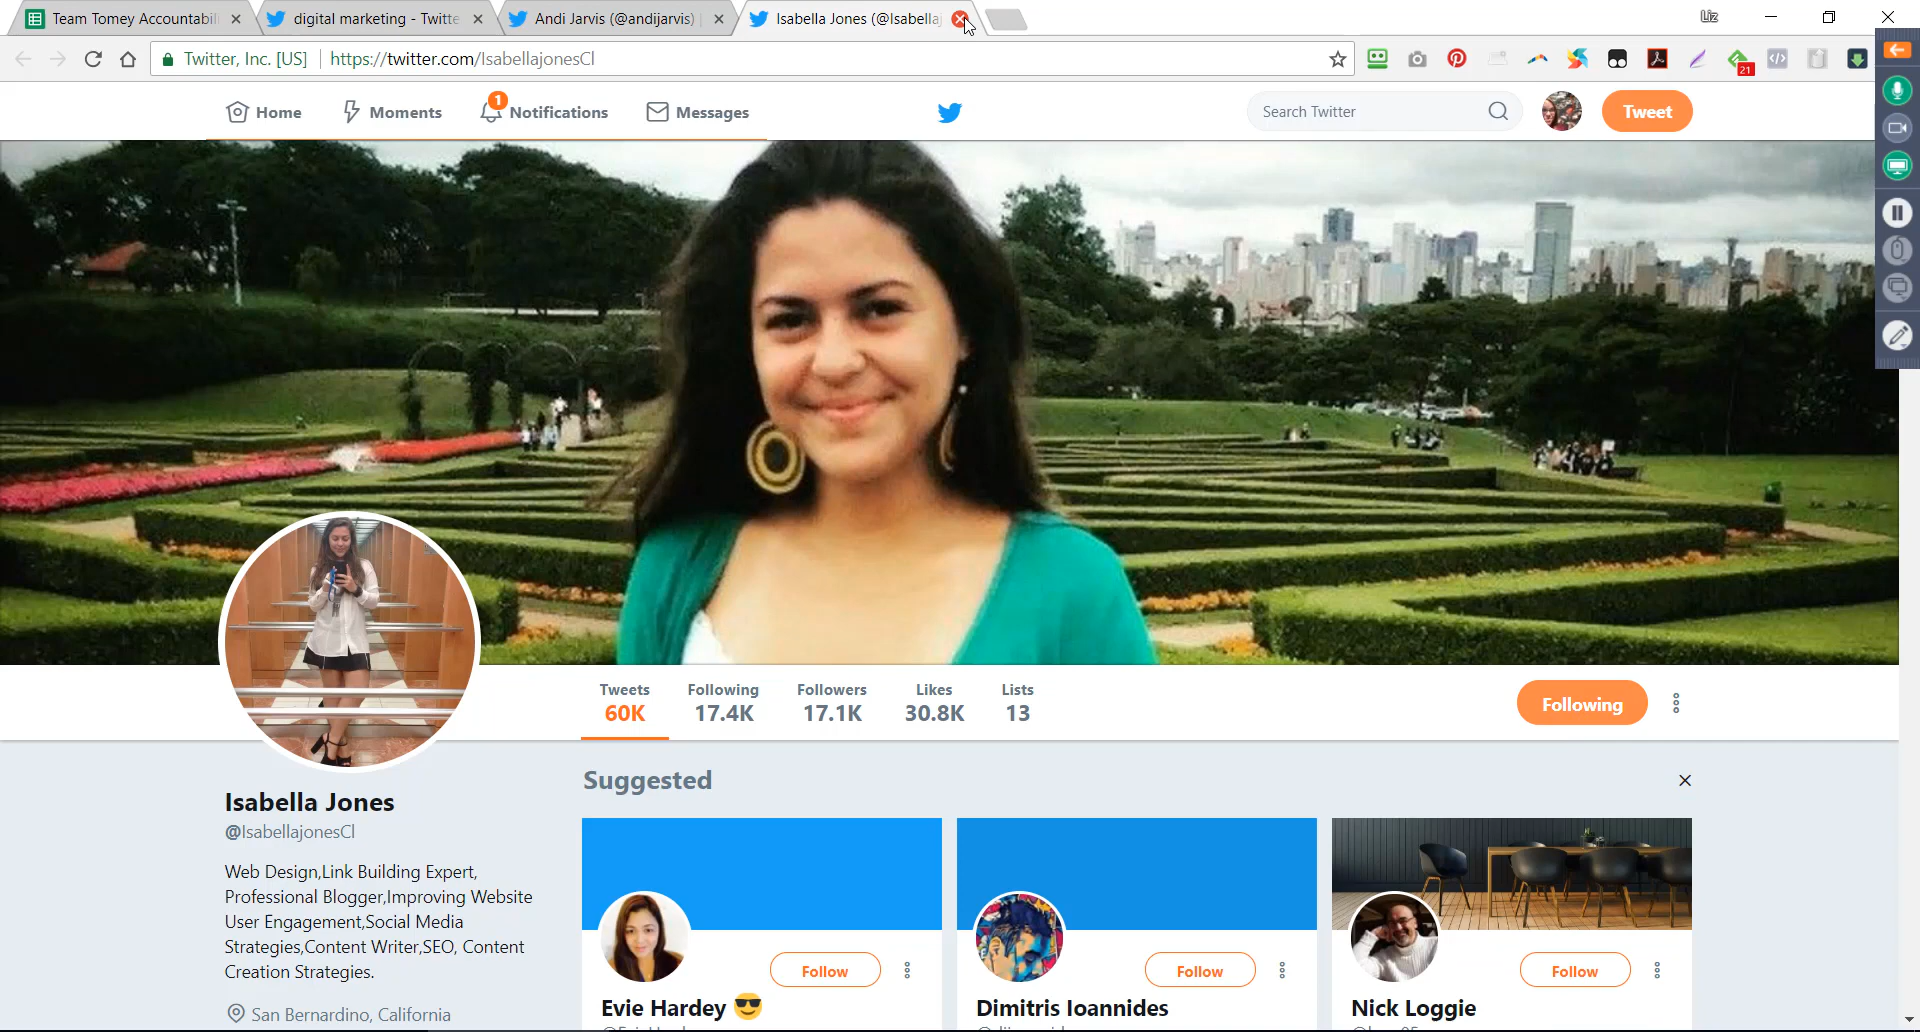 Team Tomey Accountabil
digital marketing - Twitte
Andi Jarvis (@andijarvis) |
Isabella Jones (@Isabellaj
Liz
Twitter, Inc. [US]
https://twitter.com/IsabellajonesCl
21
Home
Moments
1
Notifications
Messages
Search Twitter
Tweet
Tweets
60K
Following
17.4K
Followers
17.1K
Likes
30.8K
Lists
13
Following
Isabella Jones
@IsabellajonesCl
Web Design,Link Building Expert,
Professional Blogger,Improving Website
User Engagement,Social Media
Strategies,Content Writer,SEO, Content
Creation Strategies.
San Bernardino, California
Suggested
Follow
Evie Hardey 😎
Follow
Dimitris Ioannides
Follow
Nick Loggie